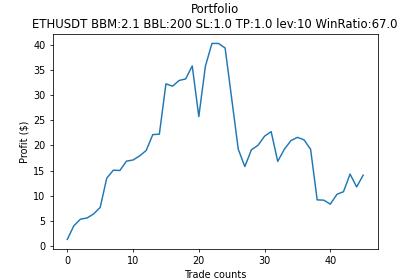 Portfolio
ETHUSDT BBM:2.1 BBL:200 SL:1.0 TP:1.0 lev:10 WinRatio:67.0
40
35
30
25
20
15
10
5
0
Profit ($)
0 10 20 30 40
Trade counts